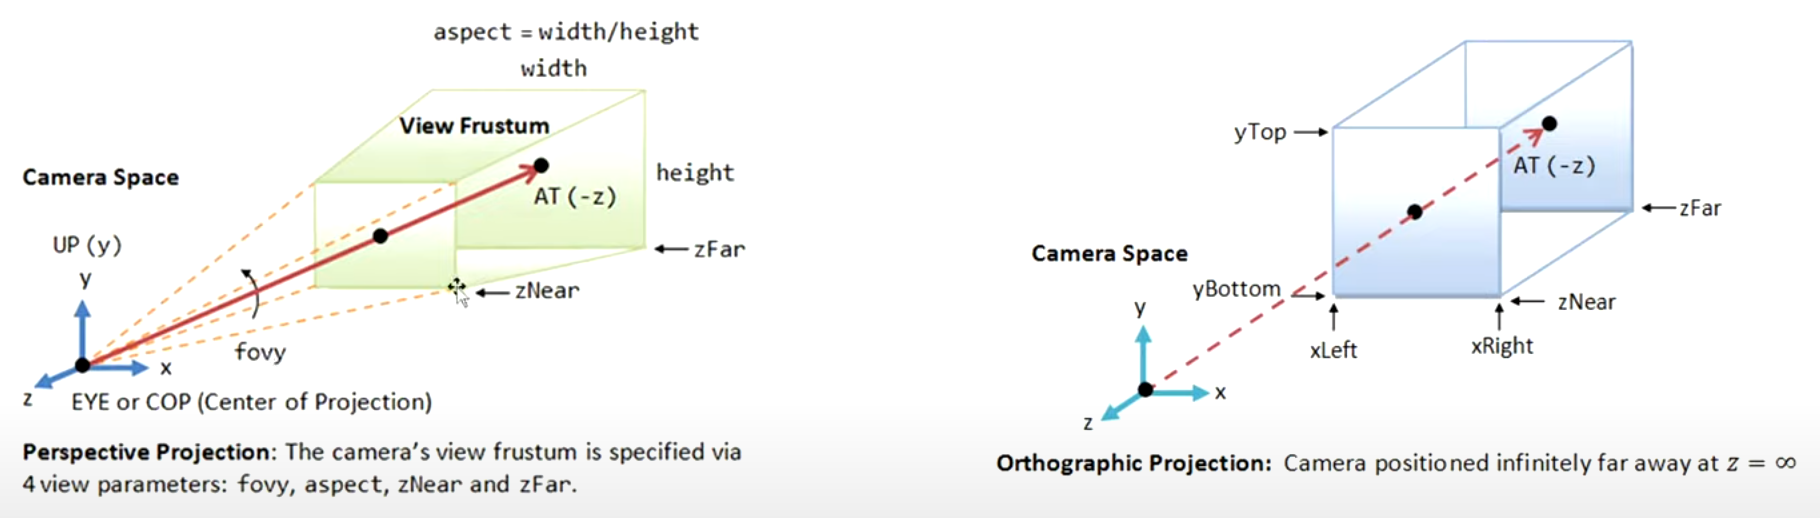 aspect = width/height
width
View Frustum
Camera Space
height
AT (-z)
UP (y)
y
zFar
zNear
fovy
x
z
EYE or COP (Center of Projection)
Perspective Projection: The camera's view frustum is specified via
4 view parameters: fovy, aspect, zNear and zFar.
yTop
AT (-z)
zFar
Camera Space
yBottom
zNear
y
xLeft
xRight
x
z
Orthographic Projection: Camera positioned infinitely far away at z = ∞